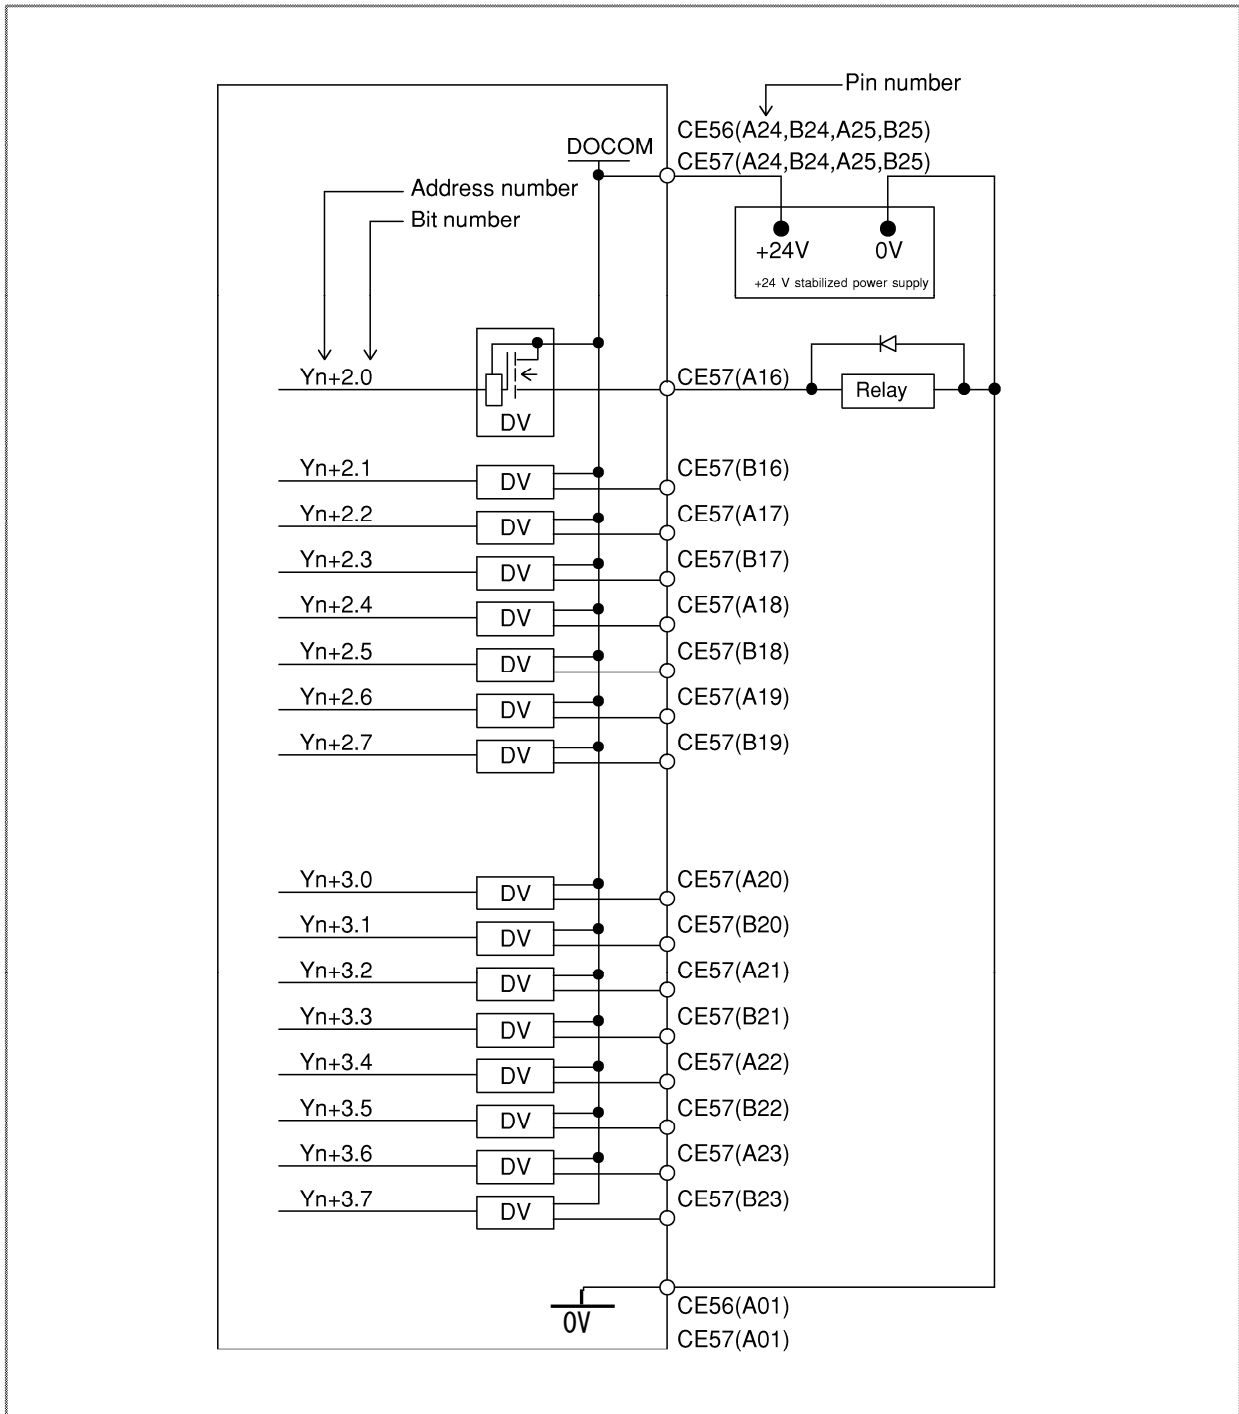 Pin number
CE56(A24,B24,A25,B25)
DOCOM
CE57(A24,B24,A25,B25)
Address number
Bit number
+24V
0V
+24 V stabilized power supply
Yn+2.0
CE57(A16)
Relay
DV
Yn+2.1
DV
CE57(B16)
Yn+2.2
DV
CE57(A17)
Yn+2.3
DV
CE57(B17)
Yn+2.4
DV
CE57(A18)
Yn+2.5
DV
CE57(B18)
Yn+2.6
DV
CE57(A19)
Yn+2.7
DV
CE57(B19)
Yn+3.0
DV
CE57(A20)
Yn+3.1
DV
CE57(B20)
Yn+3.2
DV
CE57(A21)
Yn+3.3
DV
CE57(B21)
Yn+3.4
DV
CE57(A22)
Yn+3.5
DV
CE57(B22)
Yn+3.6
DV
CE57(A23)
Yn+3.7
DV
CE57(B23)
0V
CE56(A01)
CE57(A01)